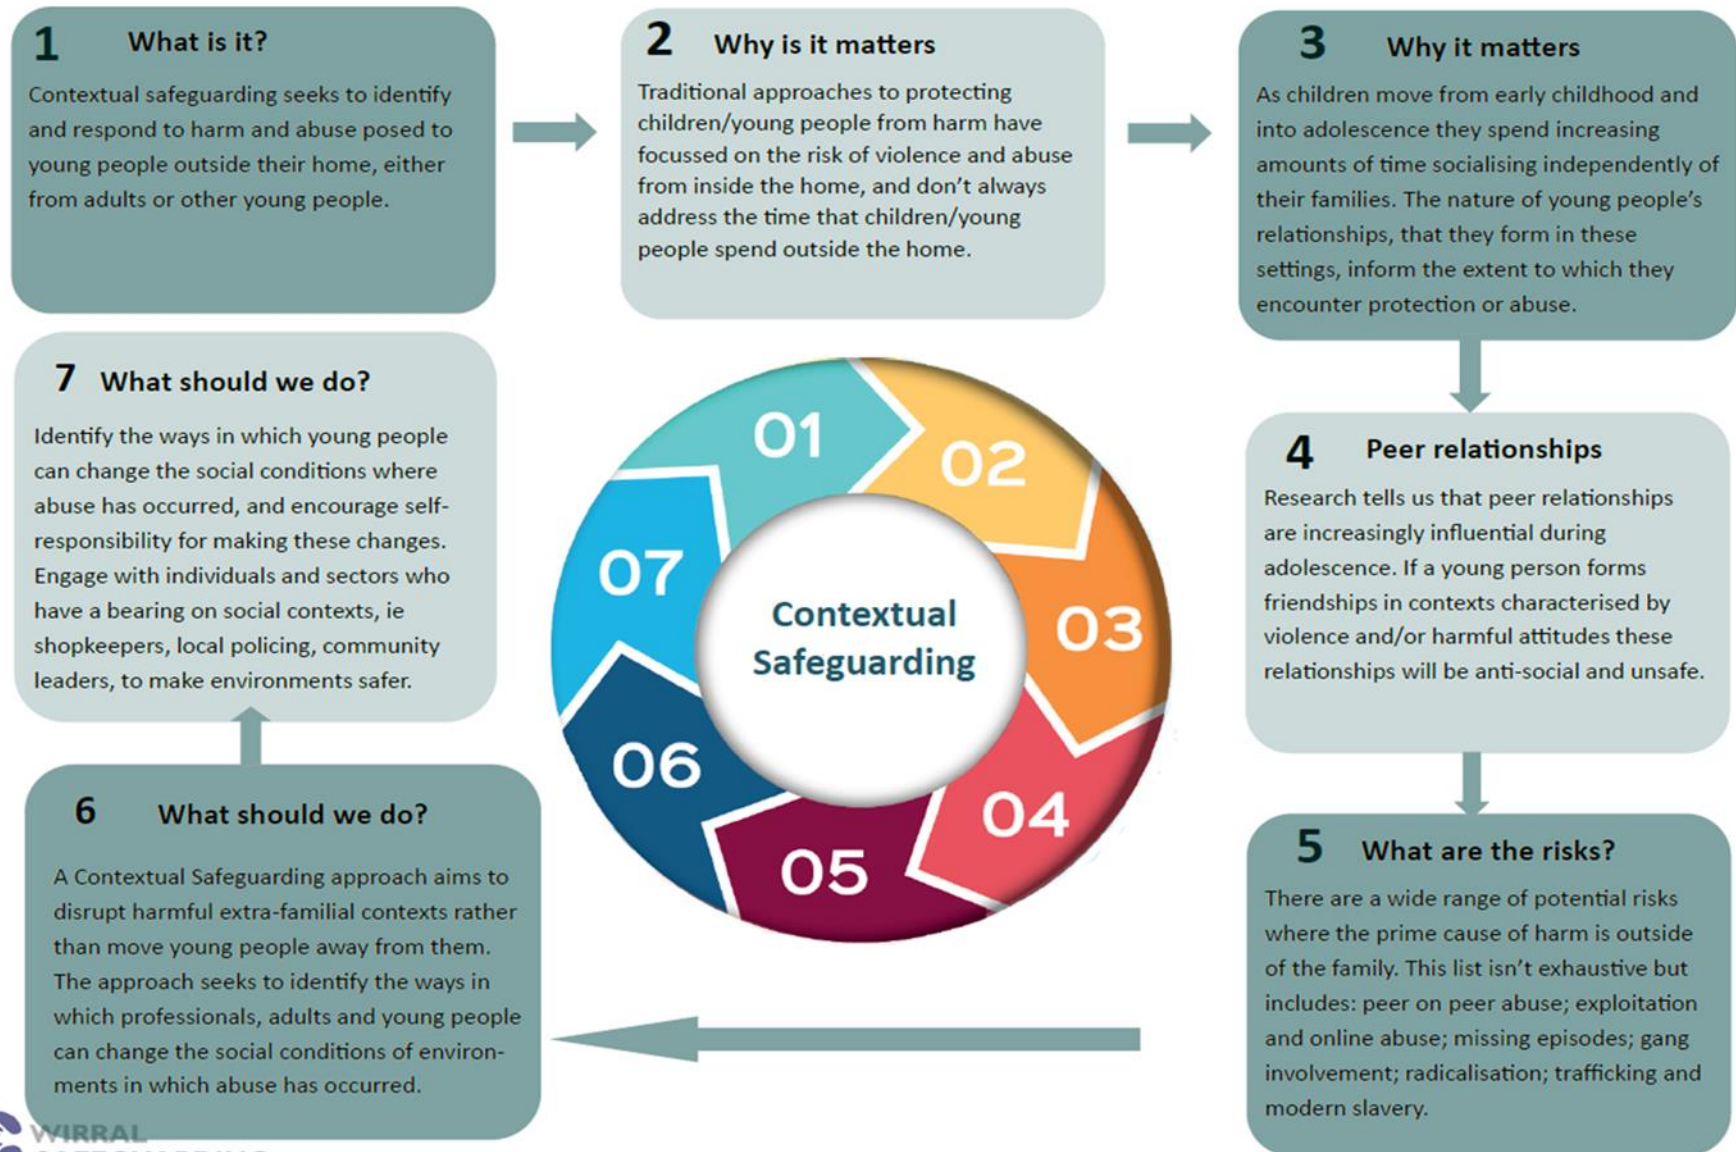 1 What is it?
Contextual safeguarding seeks to identify
and respond to harm and abuse posed to
young people outside their home, either
from adults or other young people.
2 Why is it matters
Traditional approaches to protecting
children/young people from harm have
focussed on the risk of violence and abuse
from inside the home, and don't always
address the time that children/young
people spend outside the home.
3 Why it matters
As children move from early childhood and
into adolescence they spend increasing
amounts of time socialising independently of
their families. The nature of young people's
relationships, that they form in these
settings, inform the extent to which they
encounter protection or abuse.
4 Peer relationships
Research tells us that peer relationships
are increasingly influential during
adolescence. If a young person forms
friendships in contexts characterised by
violence and/or harmful attitudes these
relationships will be anti-social and unsafe.
5 What are the risks?
There are a wide range of potential risks
where the prime cause of harm is outside
of the family. This list isn't exhaustive but
includes: peer on peer abuse; exploitation
and online abuse; missing episodes; gang
involvement; radicalisation; trafficking and
modern slavery.
6 What should we do?
A Contextual Safeguarding approach aims to
disrupt harmful extra-familial contexts rather
than move young people away from them.
The approach seeks to identify the ways in
which professionals, adults and young people
can change the social conditions of environ-
ments in which abuse has occurred.
7 What should we do?
Identify the ways in which young people
can change the social conditions where
abuse has occurred, and encourage self-
responsibility for making these changes.
Engage with individuals and sectors who
have a bearing on social contexts, ie
shopkeepers, local policing, community
leaders, to make environments safer.
01
02
03
04
05
06
07
Contextual
Safeguarding
WIRRAL